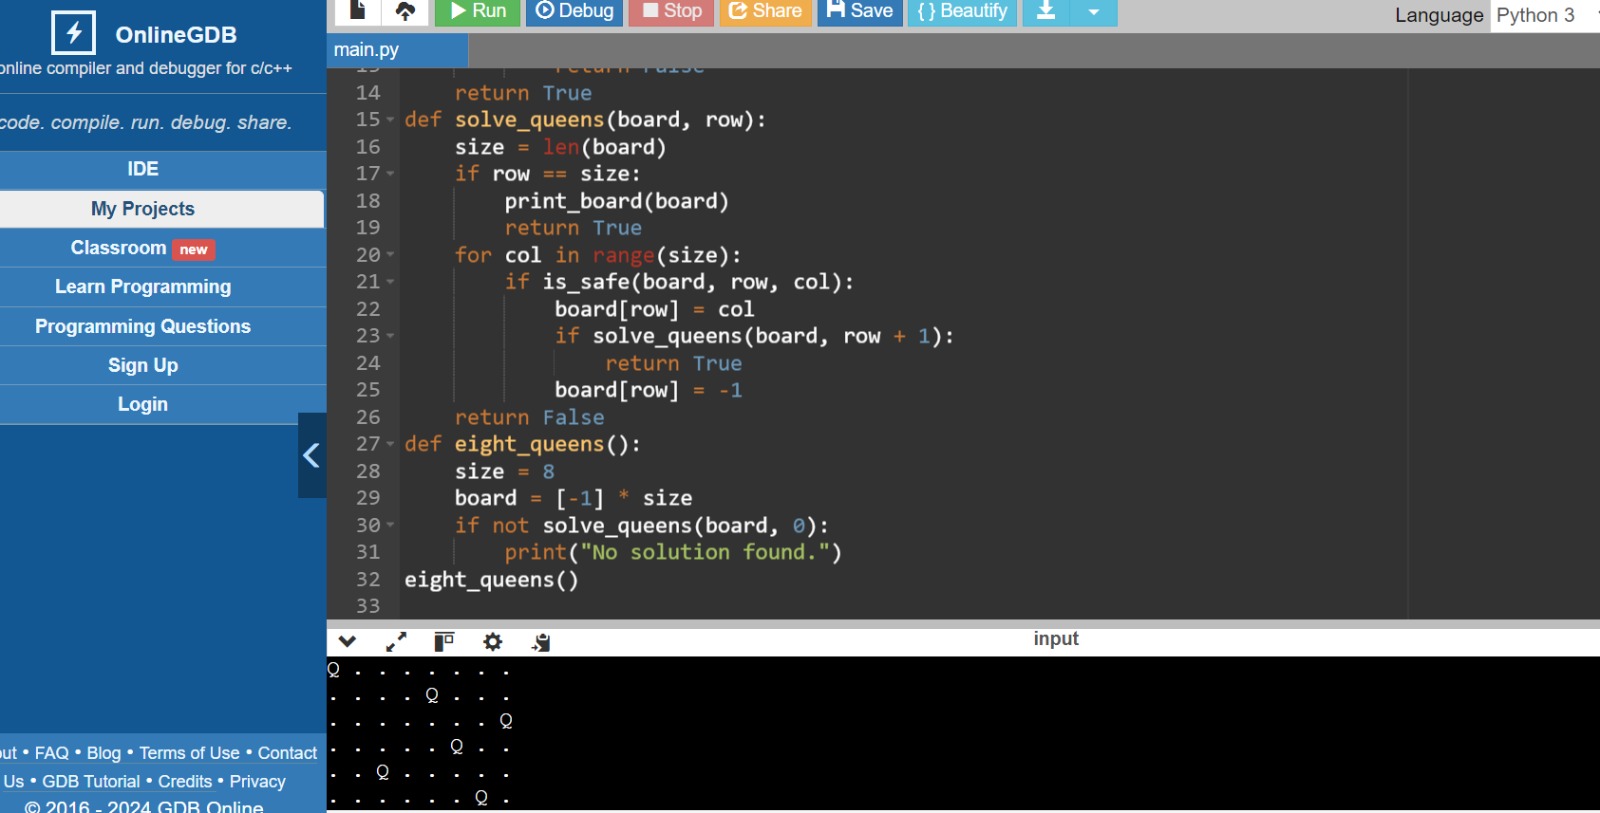 OnlineGDB
online compiler and debugger for c/c++
code. compile. run. debug. share.
IDE
My Projects
Classroom new
Learn Programming
Programming Questions
Sign Up
Login
out • FAQ • Blog • Terms of Use • Contact
Us • GDB Tutorial • Credits • Privacy
© 2016 - 2024 GDB Online
Run Debug Stop Share Save { } Beautify
Language Python 3
main.py
13 return False
14 return True
15 def solve_queens(board, row):
16 size = len(board)
17 if row == size:
18 print_board(board)
19 return True
20 for col in range(size):
21 if is_safe(board, row, col):
22 board[row] = col
23 if solve_queens(board, row + 1):
24 return True
25 board[row] = -1
26 return False
27 def eight_queens():
28 size = 8
29 board = [-1] * size
30 if not solve_queens(board, 0):
31 print("No solution found.")
32 eight_queens()
33
input
Q . . . . . . .
. . . . Q . . .
. . . . . . . Q
. . . . . Q . .
. . Q . . . . .
. . . . . . Q .